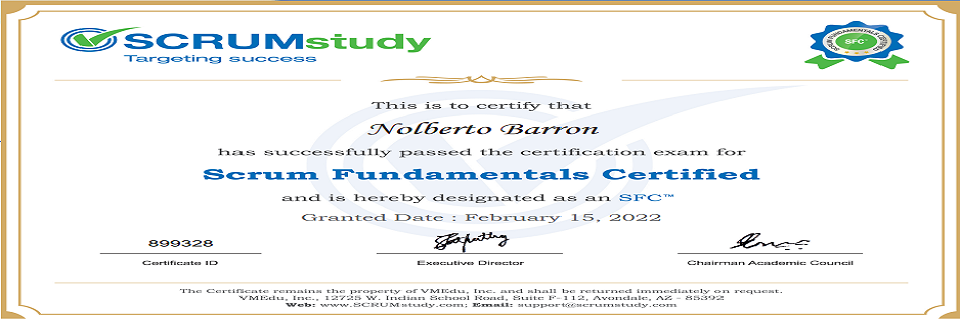 SCRUMstudy
Targeting success
SFC
This is to certify that
Nolberto Barron
has successfully passed the certification exam for
Scrum Fundamentals Certified
and is hereby designated as an SFC™
Granted Date : February 15, 2022
899328
Certificate ID
Executive Director
Chairman Academic Council
The Certificate remains the property of VMEdu, Inc. and shall be returned immediately on request.
VMEdu, Inc., 12725 W. Indian School Road, Suite F-112, Avondale, AZ - 85392
Web: www.SCRUMstudy.com; Email: support@scrumstudy.com